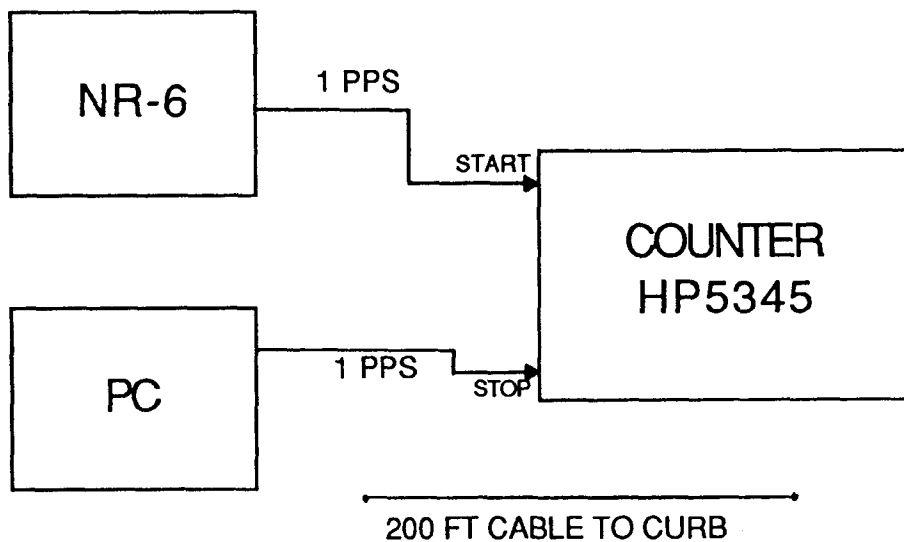 NR-6
1 PPS
START
COUNTER
HP5345
PC
1 PPS
STOP
200 FT CABLE TO CURB